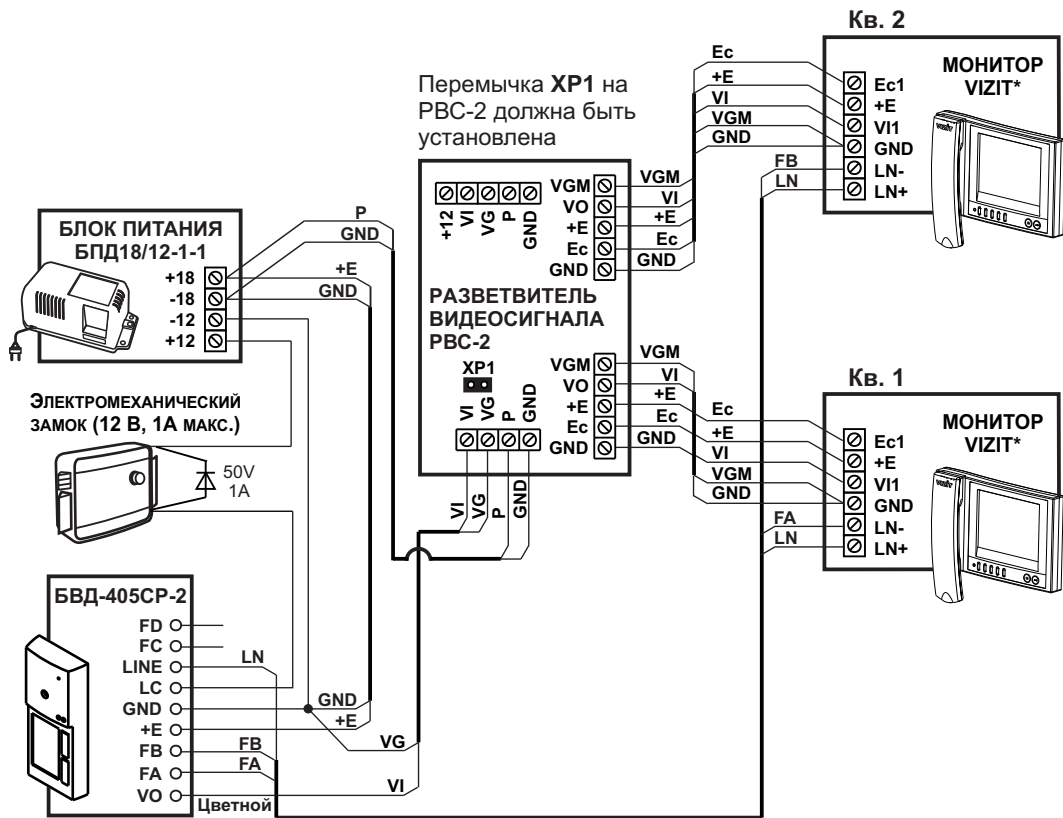 Кв. 2
МОНИТОР
VIZIT*
Ec
+E
VI
VGM
GND
FB
LN
Ec1
+E
VI1
GND
LN-
LN+
Перемычка XP1 на
РВС-2 должна быть
установлена
+12
VI
VG
P
GND
VGM
VO
+E
Ec
GND
VGM
VI
+E
Ec
GND
РАЗВЕТВИТЕЛЬ
ВИДЕОСИГНАЛА
РВС-2
XP1
VI
VG
P
GND
VGM
VO
+E
Ec
GND
VGM
VI
+E
Ec
GND
VI
VG
P
GND
БЛОК ПИТАНИЯ
БПД18/12-1-1
+18
-18
-12
+12
P
GND
+E
GND
ЭЛЕКТРОМЕХАНИЧЕСКИЙ
ЗАМОК (12 В, 1А МАКС.)
50V
1A
Кв. 1
МОНИТОР
VIZIT*
Ec
+E
VI
VGM
GND
FA
LN
Ec1
+E
VI1
GND
LN-
LN+
БВД-405CP-2
FD
FC
LINE
LC
GND
+E
FB
FA
VO
LN
GND
+E
FB
FA
VG
VI
Цветной